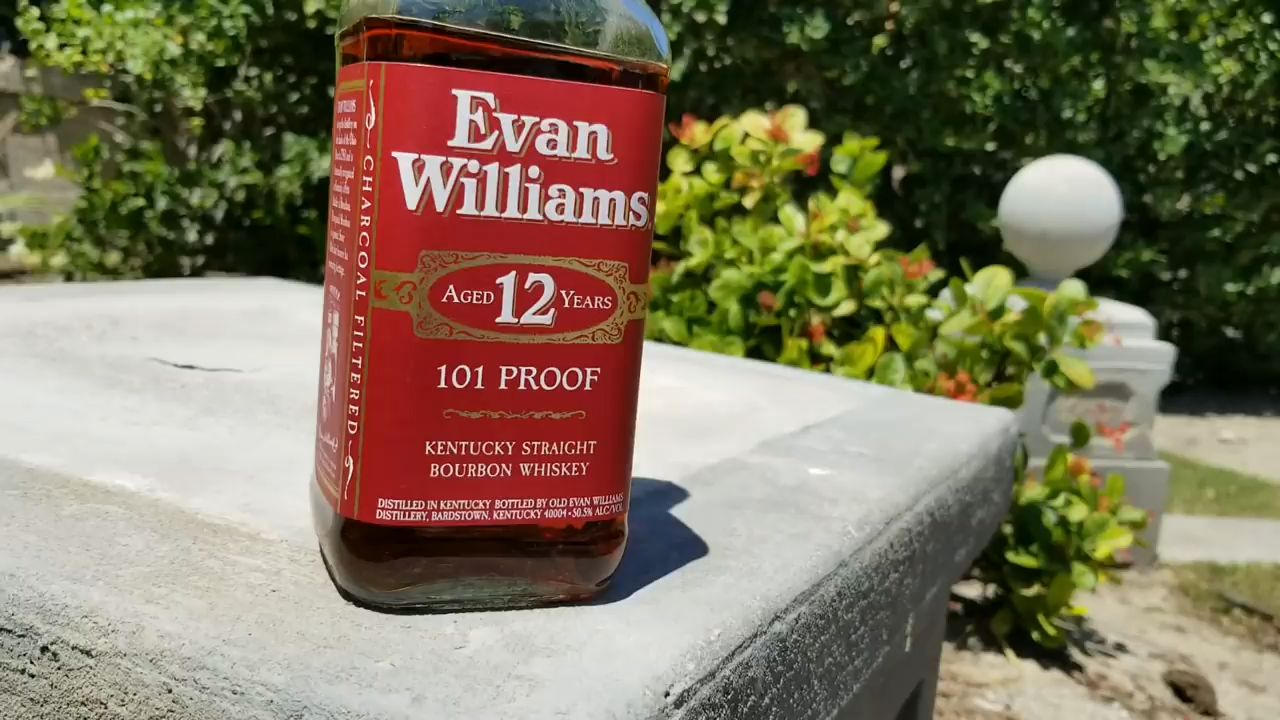 Evan
Williams
AGED 12 YEARS
101 PROOF
KENTUCKY STRAIGHT
BOURBON WHISKEY
DISTILLED IN KENTUCKY BOTTLED BY OLD EVAN WILLIAMS
DISTILLERY, BARDSTOWN, KENTUCKY 40004 • 50.5% ALC/VOL
CHARCOAL FILTERED